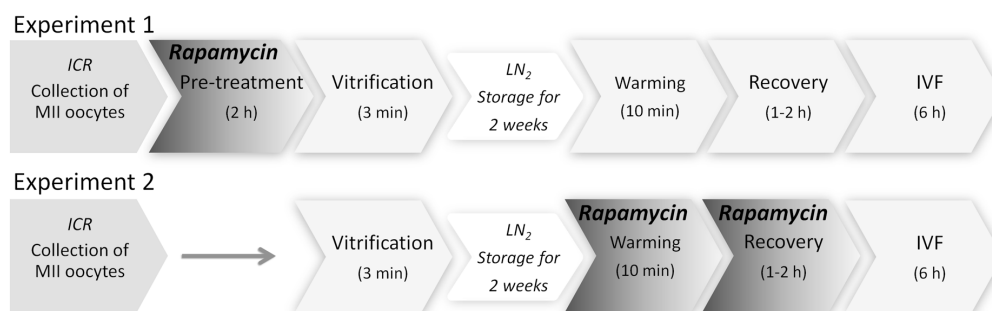 Experiment 1
ICR
Collection of
MII oocytes
Rapamycin
Pre-treatment
(2 h)
Vitrification
(3 min)
LN2
Storage for
2 weeks
Warming
(10 min)
Recovery
(1-2 h)
IVF
(6 h)
Experiment 2
ICR
Collection of
MII oocytes
Vitrification
(3 min)
LN2
Storage for
2 weeks
Rapamycin
Warming
(10 min)
Rapamycin
Recovery
(1-2 h)
IVF
(6 h)